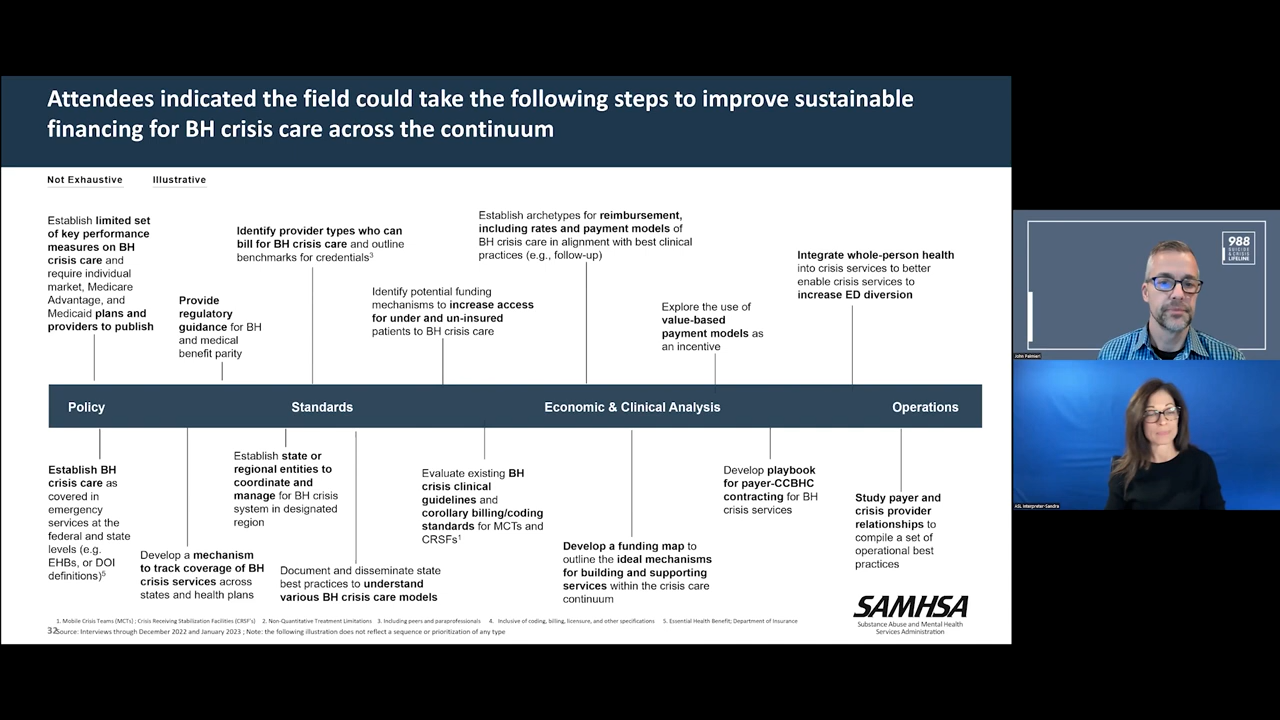 Attendees indicated the field could take the following steps to improve sustainable
financing for BH crisis care across the continuum
Not Exhaustive
Illustrative
Establish limited set
of key performance
measures on BH
crisis care and
require individual
market, Medicare
Advantage, and
Medicaid plans and
providers to publish
Provide
regulatory
guidance for BH
and medical
benefit parity
Identify provider types who can
bill for BH crisis care and outline
benchmarks for credentials3
Identify potential funding
mechanisms to increase access
for under and un-insured
patients to BH crisis care
Establish archetypes for reimbursement,
including rates and payment models of
BH crisis care in alignment with best clinical
practices (e.g., follow-up)
Explore the use of
value-based
payment models as
an incentive
Integrate whole-person health
into crisis services to better
enable crisis services to
increase ED diversion
Policy
Standards
Economic & Clinical Analysis
Operations
Establish BH
crisis care as
covered in
emergency
services at the
federal and state
levels (e.g.
EHBs, or DOI
definitions)5
Develop a mechanism
to track coverage of BH
crisis services across
states and health plans
Establish state or
regional entities to
coordinate and
manage for BH crisis
system in designated
region
Document and disseminate state
best practices to understand
various BH crisis care models
Evaluate existing BH
crisis clinical
guidelines and
corollary billing/coding
standards for MCTs and
CRSFs1
Develop a funding map to
outline the ideal mechanisms
for building and supporting
services within the crisis care
continuum
Develop playbook
for payer-CCBHC
contracting for BH
crisis services
Study payer and
crisis provider
relationships to
compile a set of
operational best
practices
1. Mobile Crisis Teams (MCTs) ; Crisis Receiving Stabilization Facilities (CRSF's) 2. Non-Quantitative Treatment Limitations 3. Including peers and paraprofessionals 4. Inclusive of coding, billing, licensure, and other specifications 5. Essential Health Benefit; Department of Insurance
32
Source: Interviews through December 2022 and January 2023 ; Note: the following illustration does not reflect a sequence or prioritization of any type
SAMHSA
Substance Abuse and Mental Health
Services Administration
988
SUICIDE
& CRISIS
LIFELINE
John Palmieri
ASL Interpreter-Sandra